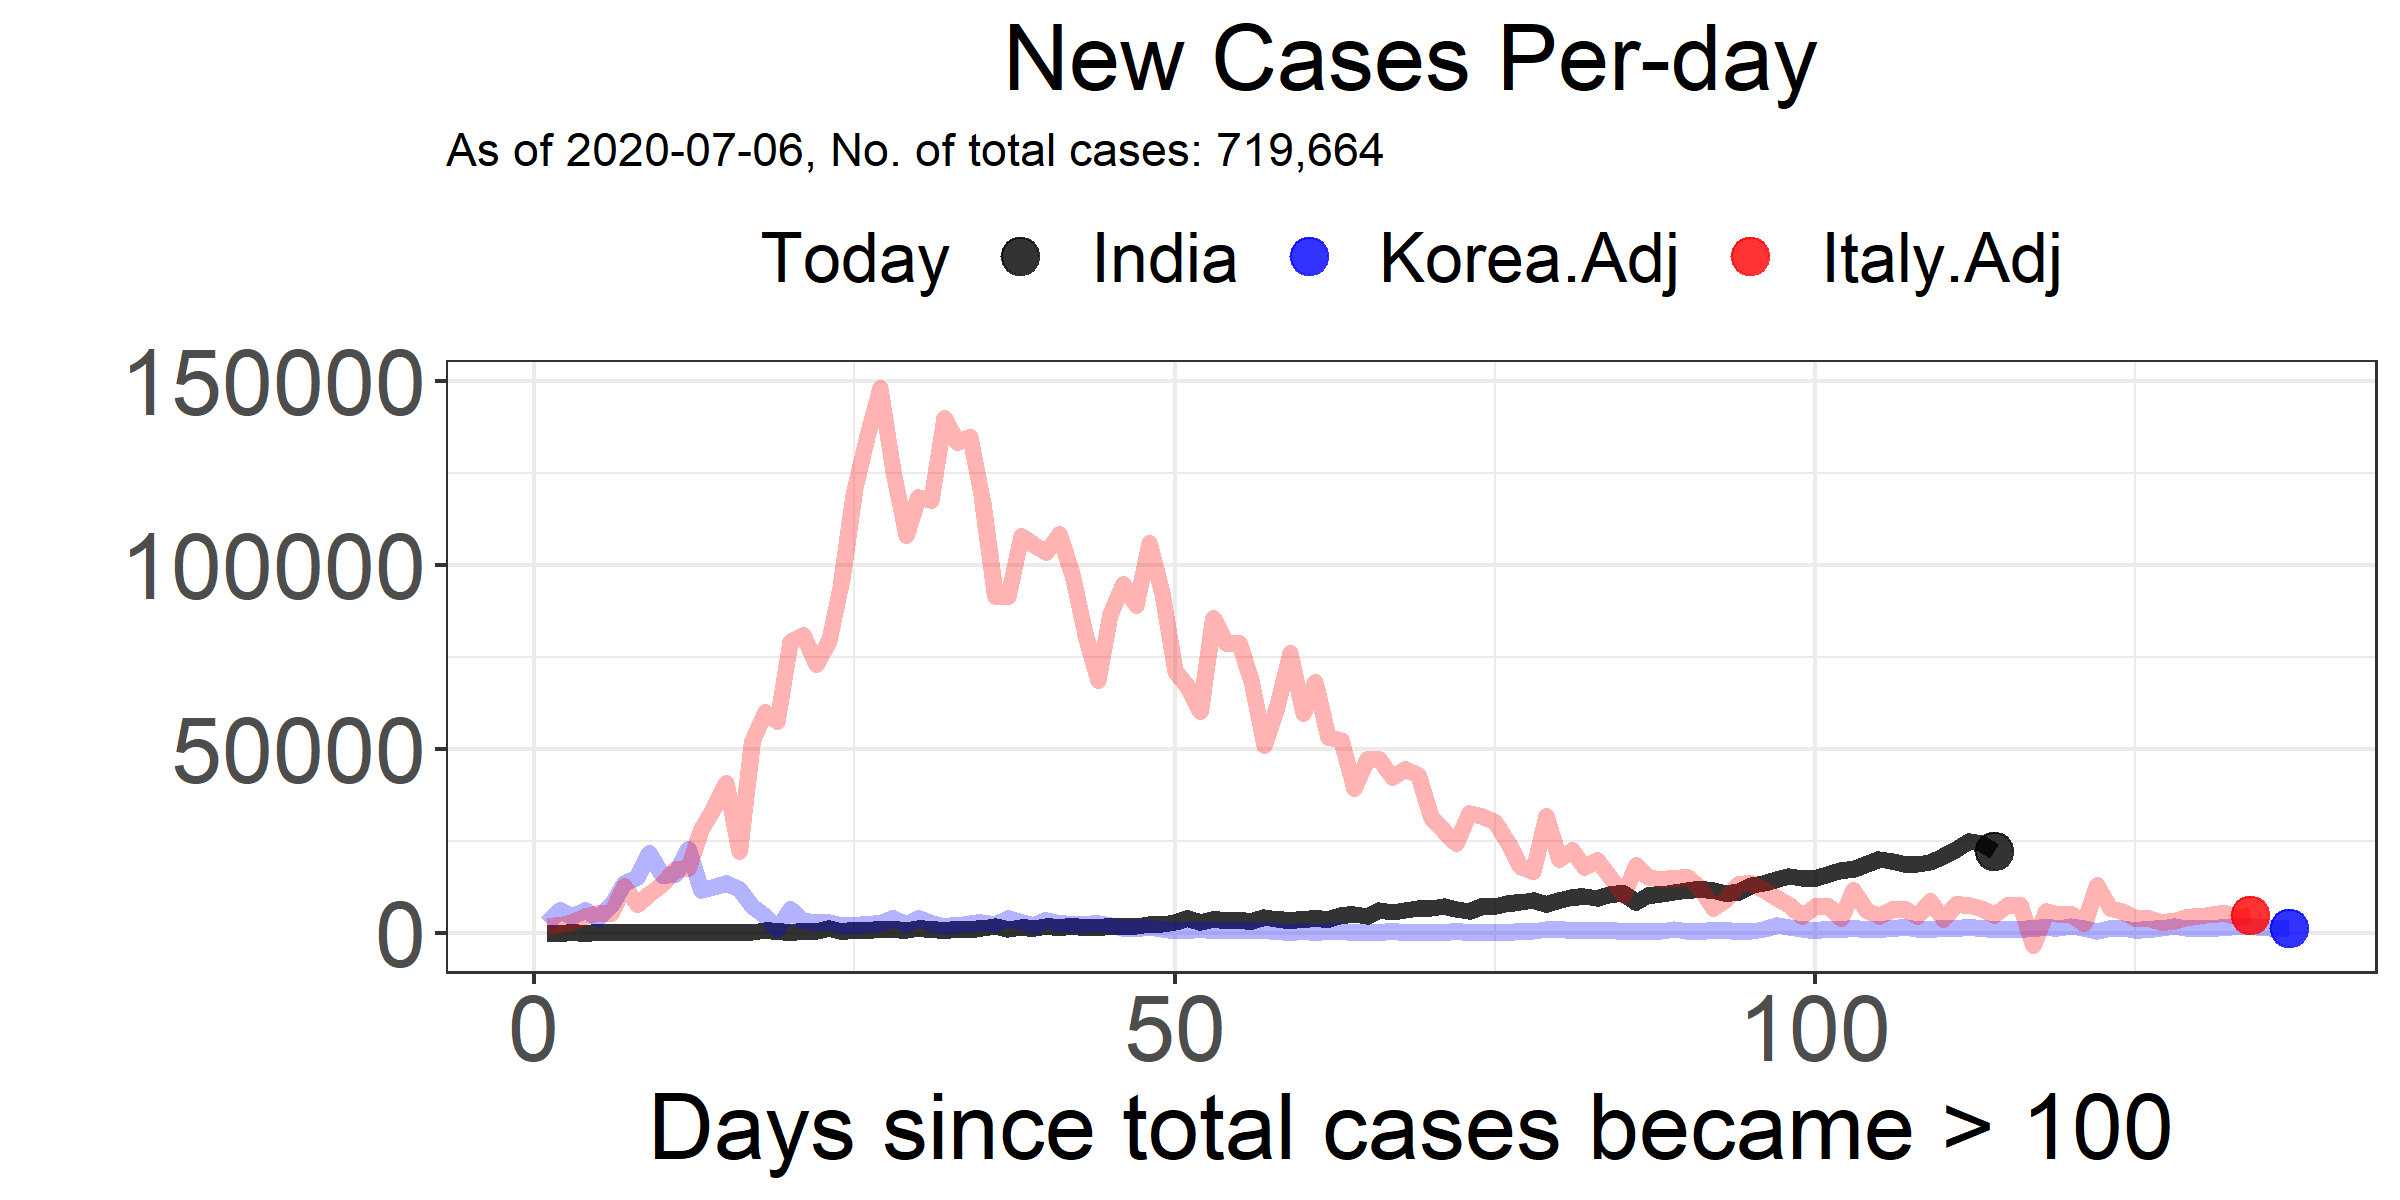 New Cases Per-day
As of 2020-07-06, No. of total cases: 719,664
Today India Korea.Adj Italy.Adj
150000
100000
50000
0
0 50 100
Days since total cases became > 100